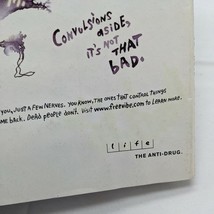 CONVULSIONS
ASIDE,
IT'S NOT
THAT
BAD.
YOU, JUST A FEW NERVES. YOU KNOW, THE ONES THAT CONTROL THINGS
ME BACK. DEAD PEOPLE DON'T. VISIT www.freevibe.com TO LEARN MORE.
life
THE ANTI-DRUG.